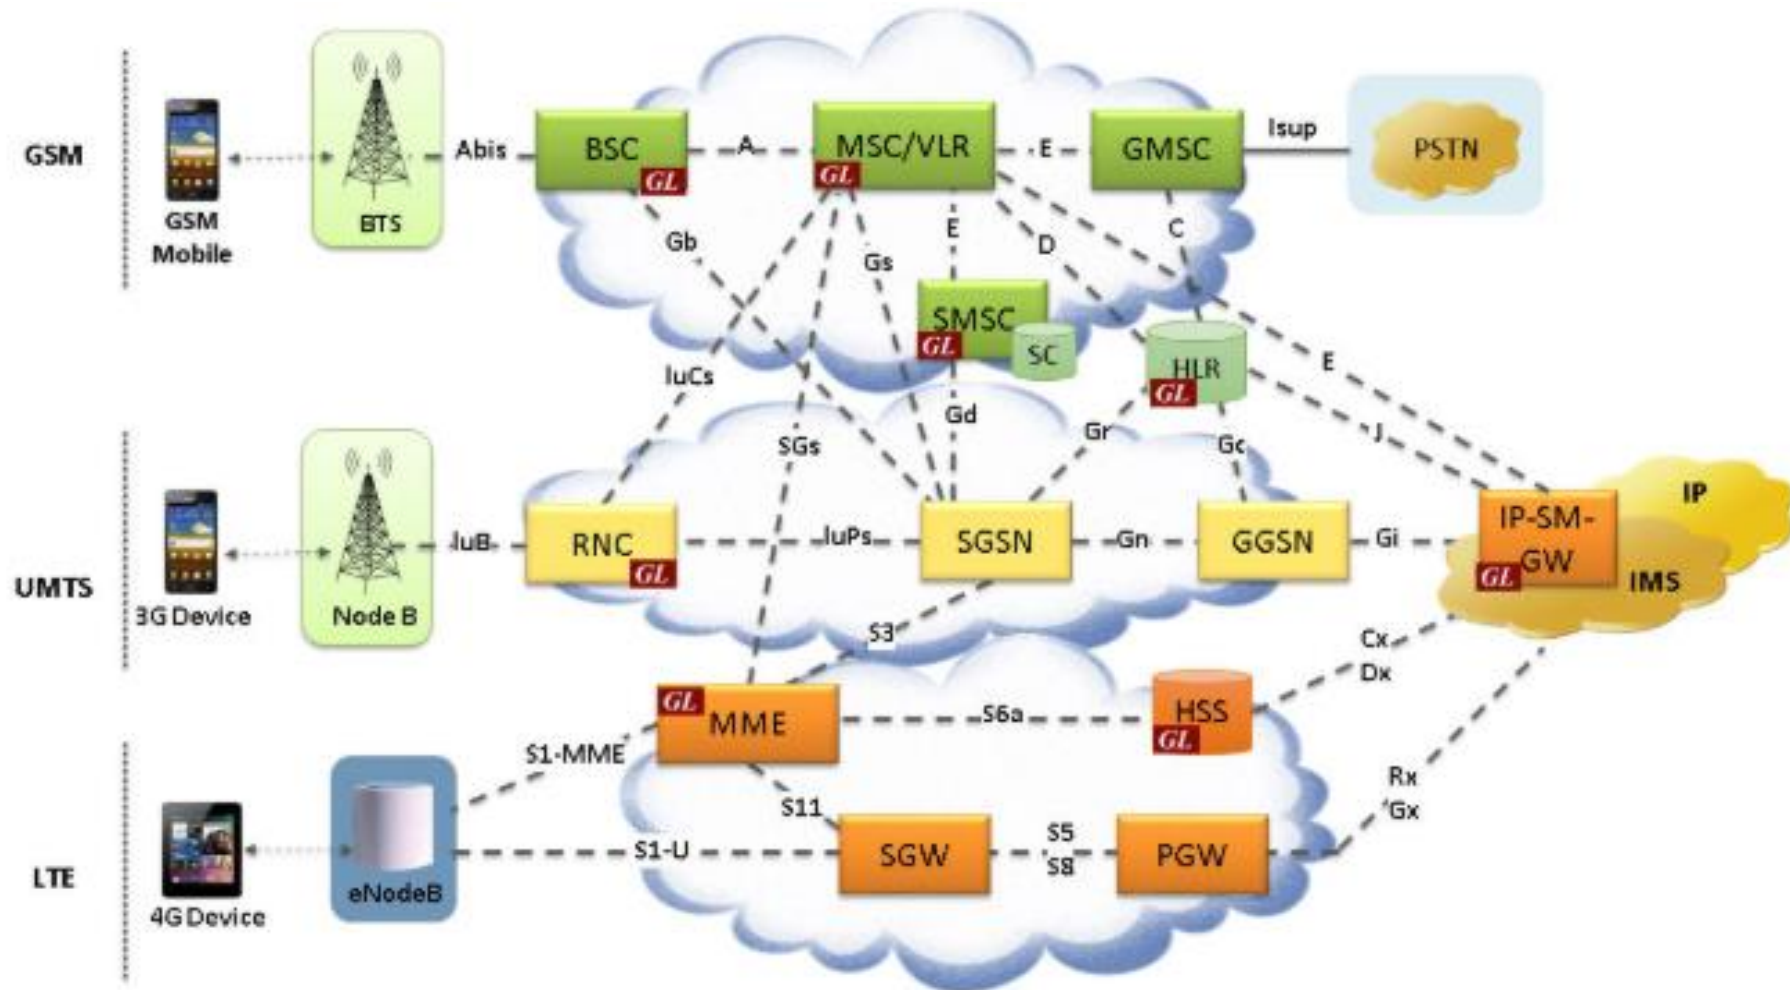 GSM
GSM
Mobile
BTS
Abis
BSC
GL
A
MSC/VLR
GL
E
GMSC
Isup
PSTN
Gb
Gs
E
D
C
SMSC
GL
SC
HLR
GL
E
IuCs
SGs
Gd
Gr
Gc
J
UMTS
3G Device
Node B
IuB
RNC
GL
IuPs
SGSN
Gn
GGSN
Gi
IP-SM-
GW
GL
IP
IMS
S3
Cx
Dx
LTE
4G Device
eNodeB
S1-MME
GL
MME
S6a
HSS
GL
S11
S1-U
SGW
S5
S8
PGW
Rx
Gx